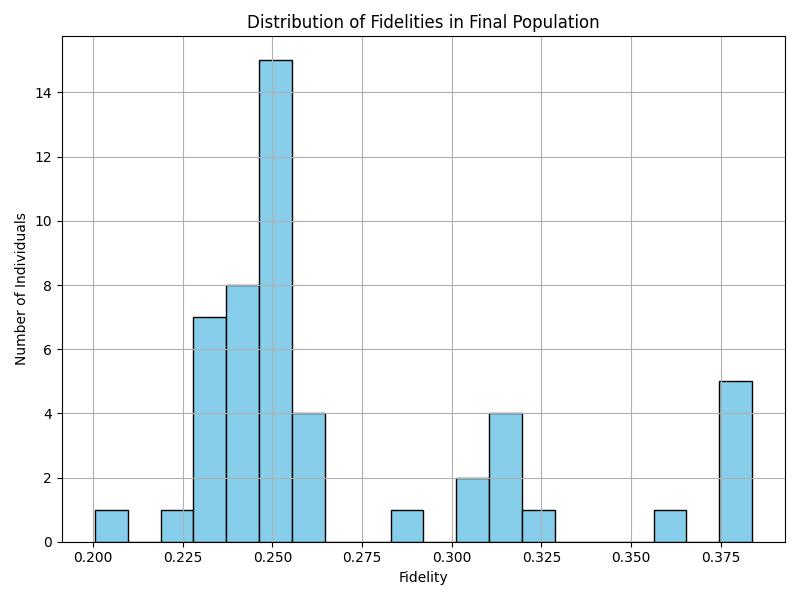 Distribution of Fidelities in Final Population
14
12
10
8
6
4
2
0
Number of Individuals
0.200 0.225 0.250 0.275 0.300 0.325 0.350 0.375
Fidelity